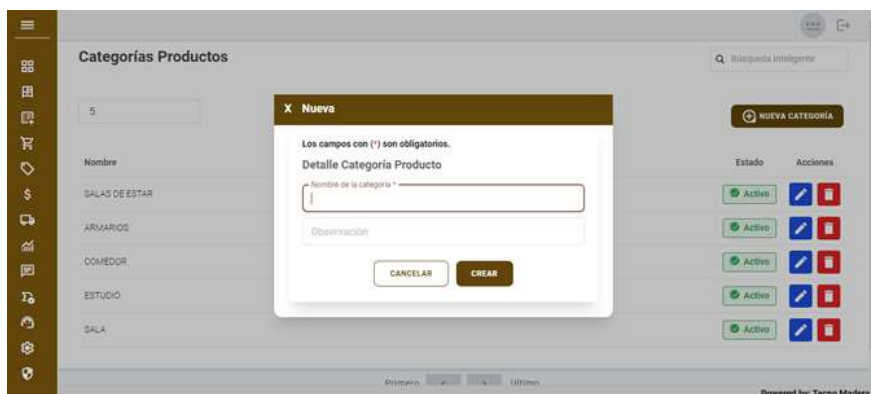 Categorías Productos
Búsqueda Inteligente
5
X Nueva
NUEVA CATEGORÍA
Los campos con (*) son obligatorios.
Detalle Categoría Producto
Nombre
Estado Acciones
Nombre de la categoría *
SALAS DE ESTAR
Activo
Observación
ARMARIOS
Activo
COMEDOR
Activo
CANCELAR CREAR
ESTUDIO
Activo
SALA
Activo
Primero < > Ultimo
Powered by: Tecno Madera